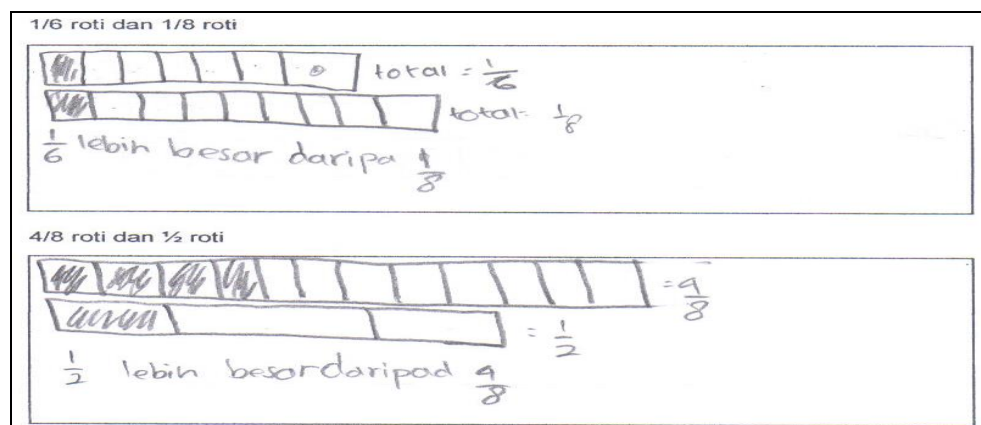 1/6 roti dan 1/8 roti
total = 1/6
total = 1/8
1/6 lebih besar daripa 1/8
4/8 roti dan ½ roti
= 4/8
= 1/2
1/2 lebih besar daripad 4/8